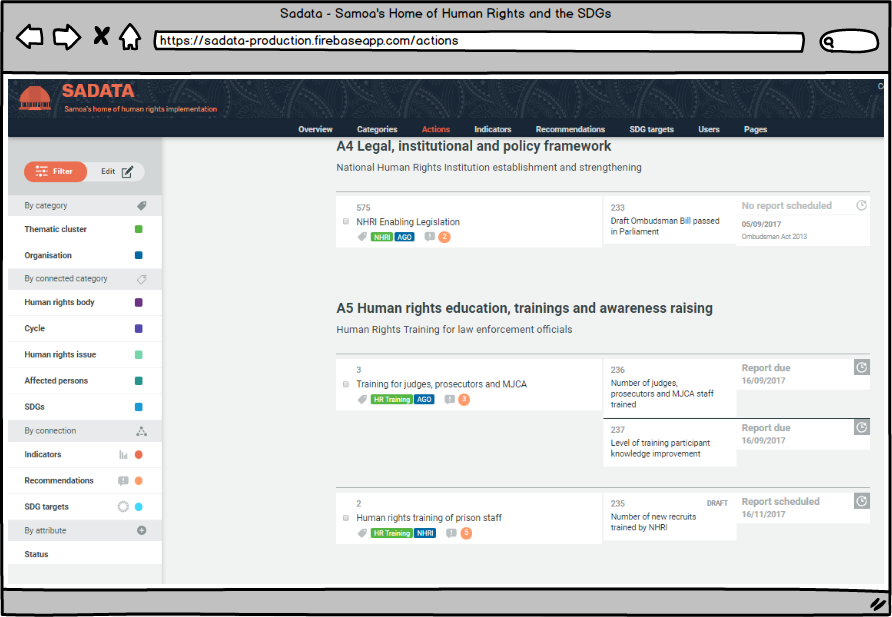 Sadata - Samoa's Home of Human Rights and the SDGs
https://sadata-production.firebaseapp.com/actions
SADATA
Samoa's home of human rights implementation
Overview Categories Actions Indicators Recommendations SDG targets Users Pages
Filter
Edit
By category
Thematic cluster
Organisation
By connected category
Human rights body
Cycle
Human rights issue
Affected persons
SDGs
By connection
Indicators
Recommendations
SDG targets
By attribute
Status
A4 Legal, institutional and policy framework
National Human Rights Institution establishment and strengthening
575
NHRI Enabling Legislation
NHRI AGO 2
233
Draft Ombudsman Bill passed
in Parliament
No report scheduled
05/09/2017
Ombudsman Act 2013
A5 Human rights education, trainings and awareness raising
Human Rights Training for law enforcement officials
3
Training for judges, prosecutors and MJCA
HR Training AGO 3
236
Number of judges,
prosecutors and MJCA staff
trained
Report due
16/09/2017
237
Level of training participant
knowledge improvement
Report due
16/09/2017
2
Human rights training of prison staff
HR Training NHRI 5
235 DRAFT
Number of new recruits
trained by NHRI
Report scheduled
16/11/2017